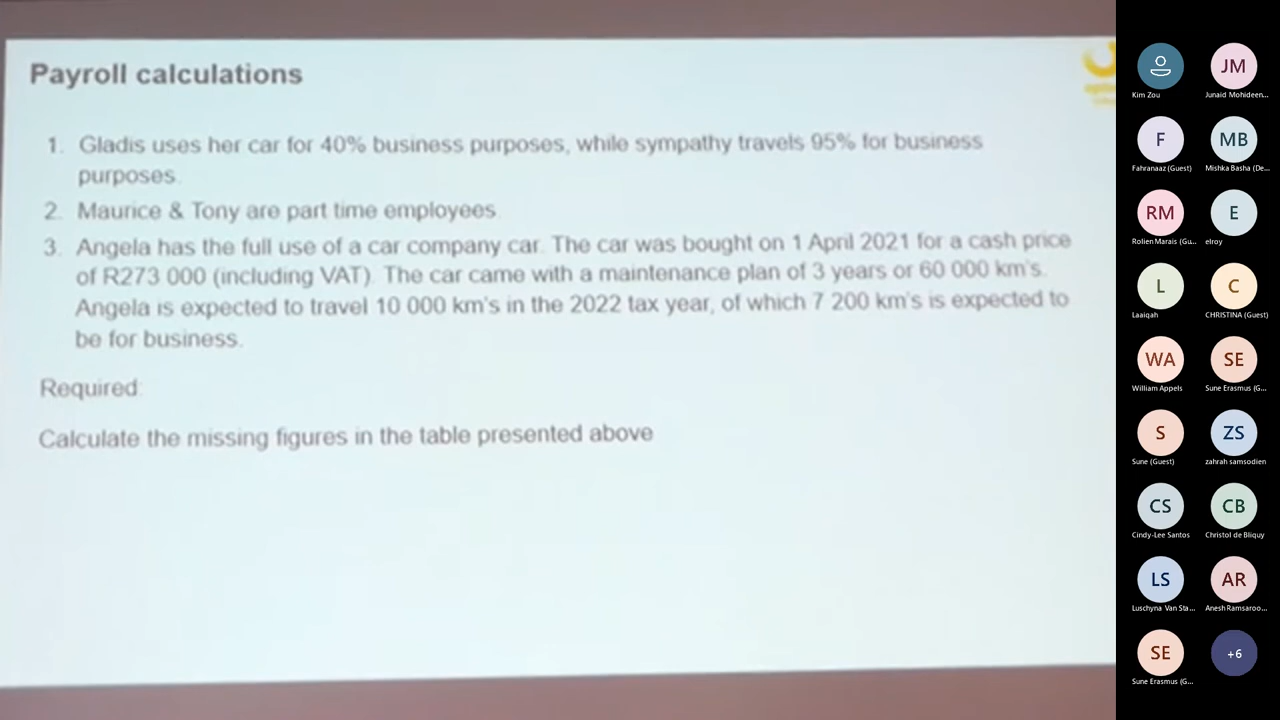 Payroll calculations
1. Gladis uses her car for 40% business purposes, while sympathy travels 95% for business
purposes.
2. Maurice & Tony are part time employees.
3. Angela has the full use of a car company car. The car was bought on 1 April 2021 for a cash price
of R273 000 (including VAT). The car came with a maintenance plan of 3 years or 60 000 km's.
Angela is expected to travel 10 000 km's in the 2022 tax year, of which 7 200 km's is expected to
be for business.
Required:
Calculate the missing figures in the table presented above
Kim Zou
JM
Junaid Mohideen...
F
Fahranaaz (Guest)
MB
Mishka Basha (De...
RM
Rolien Marais (Gu...
E
elroy
L
Laaiqah
C
CHRISTINA (Guest)
WA
William Appels
SE
Sune Erasmus (G...
S
Sune (Guest)
ZS
zahrah samsodien
CS
Cindy-Lee Santos
CB
Christol de Bliquy
LS
Luschyna Van Sta...
AR
Anesh Ramsaroo...
SE
Sune Erasmus (G...
+6